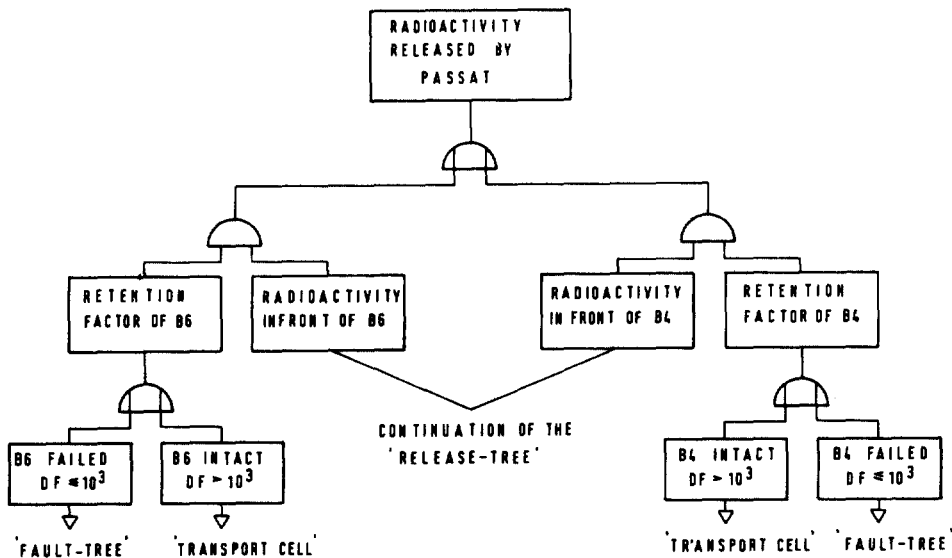 RADIOACTIVITY
RELEASED BY
PASSAT
RETENTION
FACTOR OF B6
RADIOACTIVITY
INFRONT OF B6
RADIOACTIVITY
IN FRONT OF B4
RETENTION
FACTOR OF B4
CONTINUATION OF THE
'RELEASE-TREE'
B6 FAILED
DF ≤ 10³
B6 INTACT
DF > 10³
B4 INTACT
DF > 10³
B4 FAILED
DF ≤ 10³
'FAULT-TREE'
'TRANSPORT CELL'
'TRANSPORT CELL'
'FAULT-TREE'